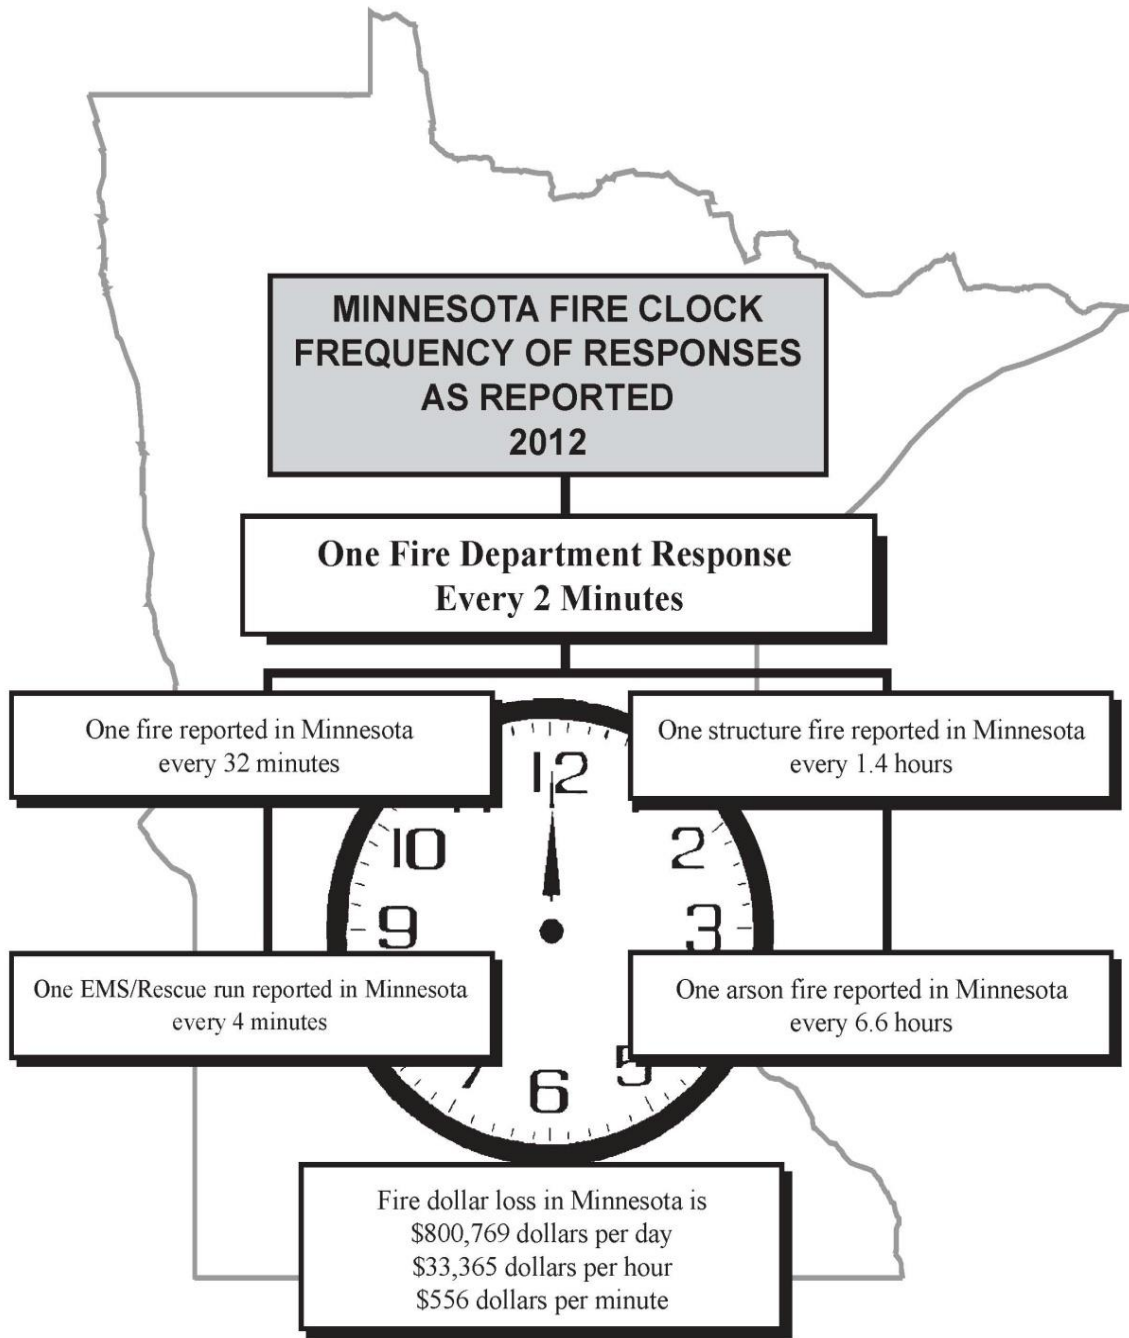 MINNESOTA FIRE CLOCK
FREQUENCY OF RESPONSES
AS REPORTED
2012
One Fire Department Response
Every 2 Minutes
One fire reported in Minnesota
every 32 minutes
One structure fire reported in Minnesota
every 1.4 hours
12
10
2
9
3
One EMS/Rescue run reported in Minnesota
every 4 minutes
One arson fire reported in Minnesota
every 6.6 hours
7
6
5
Fire dollar loss in Minnesota is
$800,769 dollars per day
$33,365 dollars per hour
$556 dollars per minute